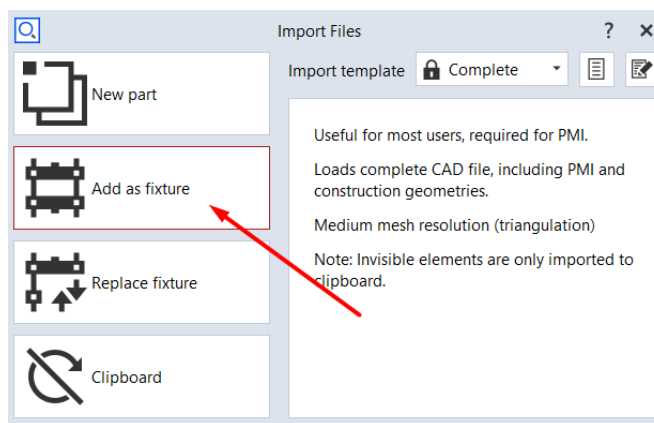 Import Files
? ×
New part
Add as fixture
Replace fixture
Clipboard
Import template
Complete
Useful for most users, required for PMI.
Loads complete CAD file, including PMI and
construction geometries.
Medium mesh resolution (triangulation)
Note: Invisible elements are only imported to
clipboard.